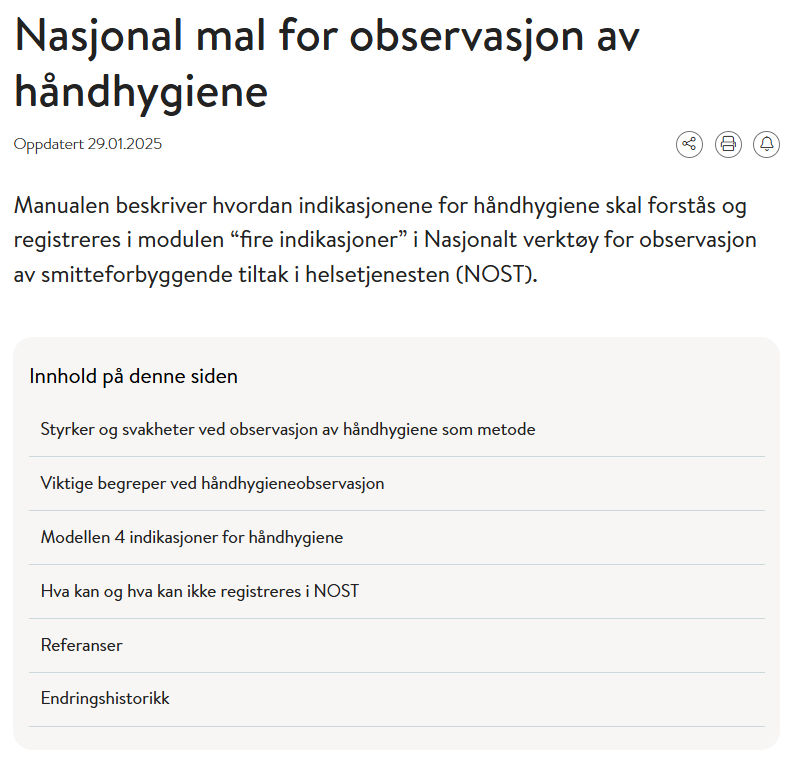 Nasjonal mal for observasjon av
håndhygiene
Oppdatert 29.01.2025
Manualen beskriver hvordan indikasjonene for håndhygiene skal forstås og
registreres i modulen “fire indikasjoner” i Nasjonalt verktøy for observasjon
av smitteforbyggende tiltak i helsetjenesten (NOST).
Innhold på denne siden
Styrker og svakheter ved observasjon av håndhygiene som metode
Viktige begreper ved håndhygieneobservasjon
Modellen 4 indikasjoner for håndhygiene
Hva kan og hva kan ikke registreres i NOST
Referanser
Endringshistorikk